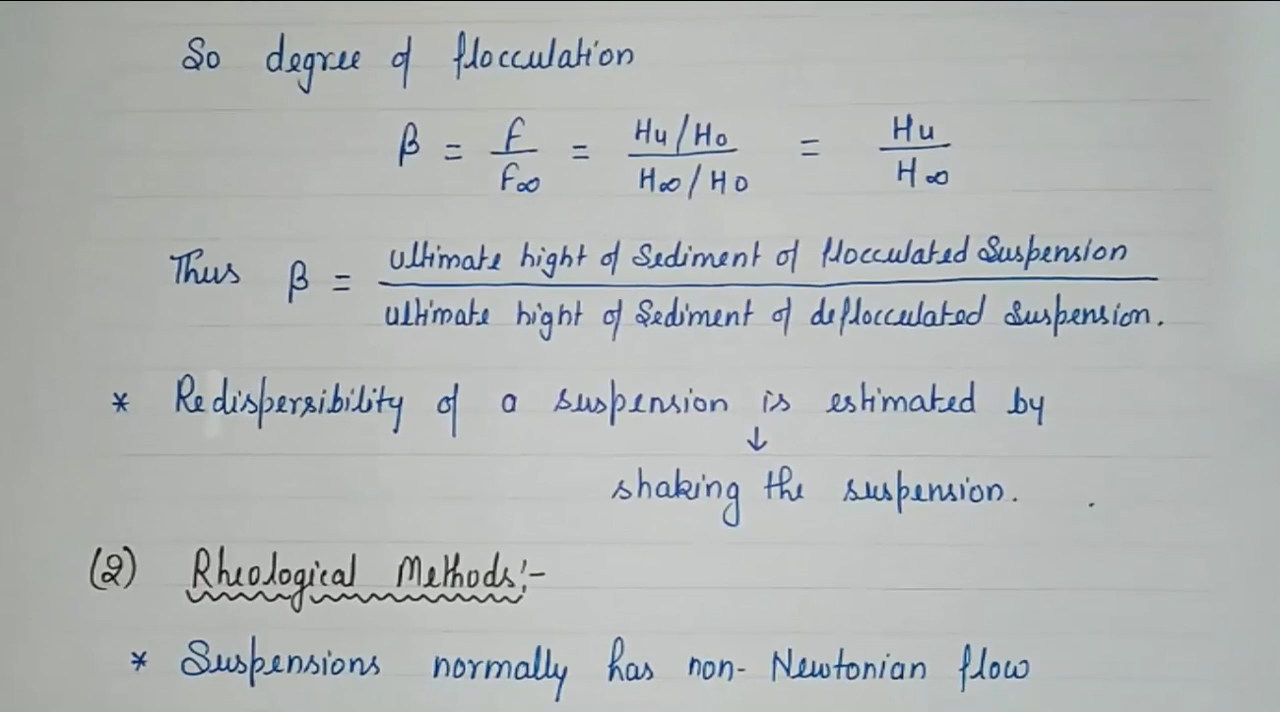 So degree of flocculation
β = F/F∞ = Hu/Ho / H∞/Ho = Hu/H∞
Thus β = ultimate hight of Sediment of flocculated Suspension
ultimate hight of Sediment of deflocculated suspension.
* Redispersibility of a suspension is estimated by
↓
shaking the suspension.
(2) Rheological Methods:-
* Suspensions normally has non-Newtonian flow